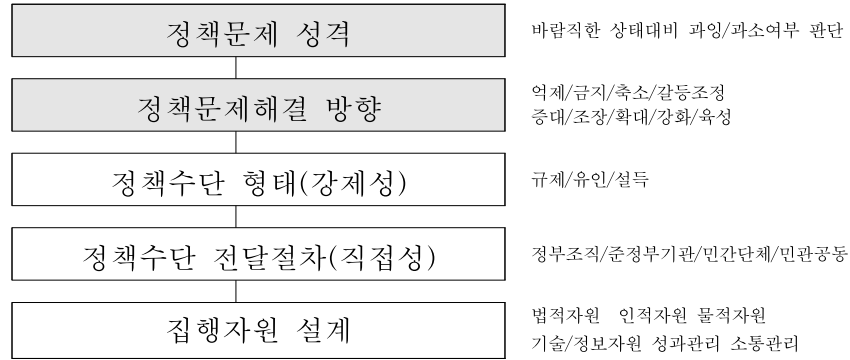 정책문제 성격
바람직한 상태대비 과잉/과소여부 판단
정책문제해결 방향
억제/금지/축소/갈등조정
증대/조장/확대/강화/육성
정책수단 형태(강제성)
규제/유인/설득
정책수단 전달절차(직접성)
정부조직/준정부기관/민간단체/민관공동
집행자원 설계
법적자원 인적자원 물적자원
기술/정보자원 성과관리 소통관리